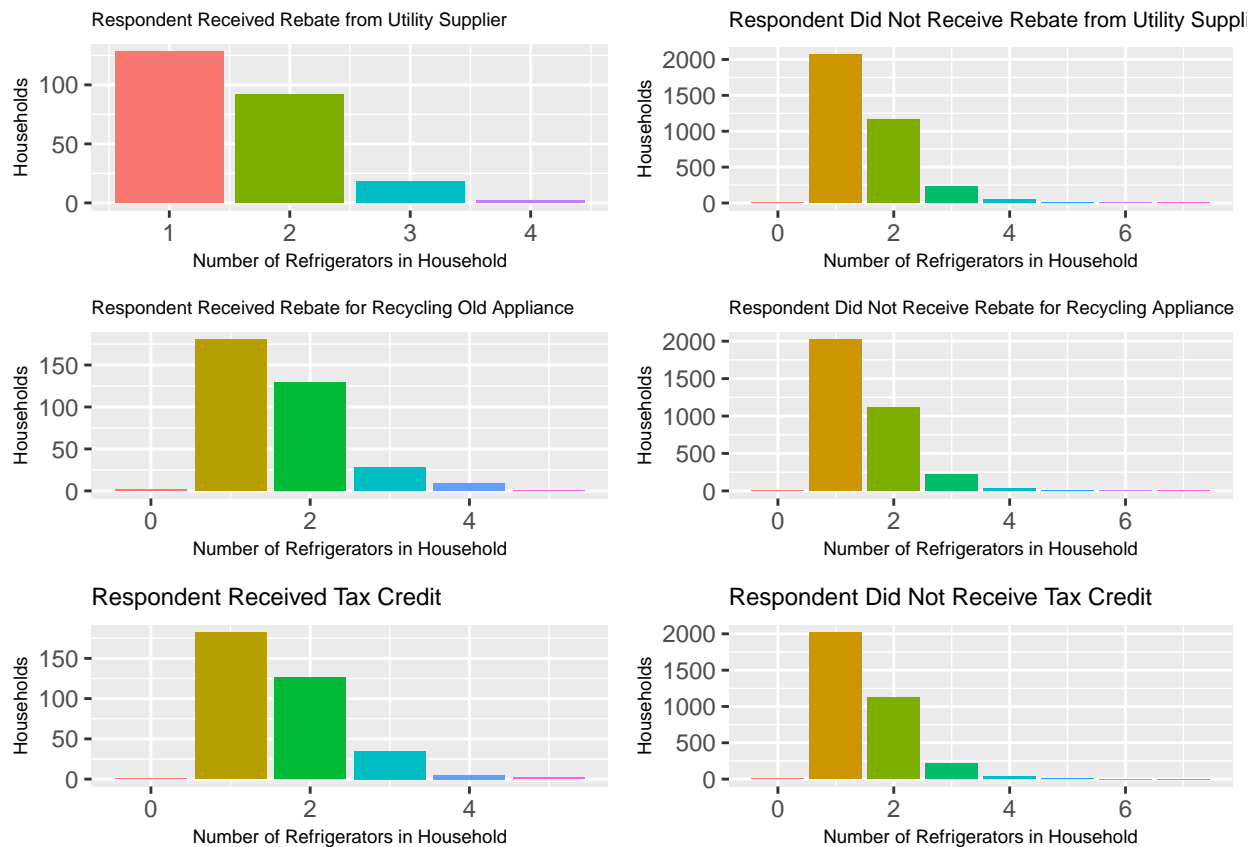 Respondent Received Rebate from Utility Supplier
Households
100
50
0
1 2 3 4
Number of Refrigerators in Household
Respondent Did Not Receive Rebate from Utility Suppli
Households
2000
1500
1000
500
0
0 2 4 6
Number of Refrigerators in Household
Respondent Received Rebate for Recycling Old Appliance
Households
150
100
50
0
0 2 4
Number of Refrigerators in Household
Respondent Did Not Receive Rebate for Recycling Appliance
Households
2000
1500
1000
500
0
0 2 4 6
Number of Refrigerators in Household
Respondent Received Tax Credit
Households
150
100
50
0
0 2 4
Number of Refrigerators in Household
Respondent Did Not Receive Tax Credit
Households
2000
1500
1000
500
0
0 2 4 6
Number of Refrigerators in Household